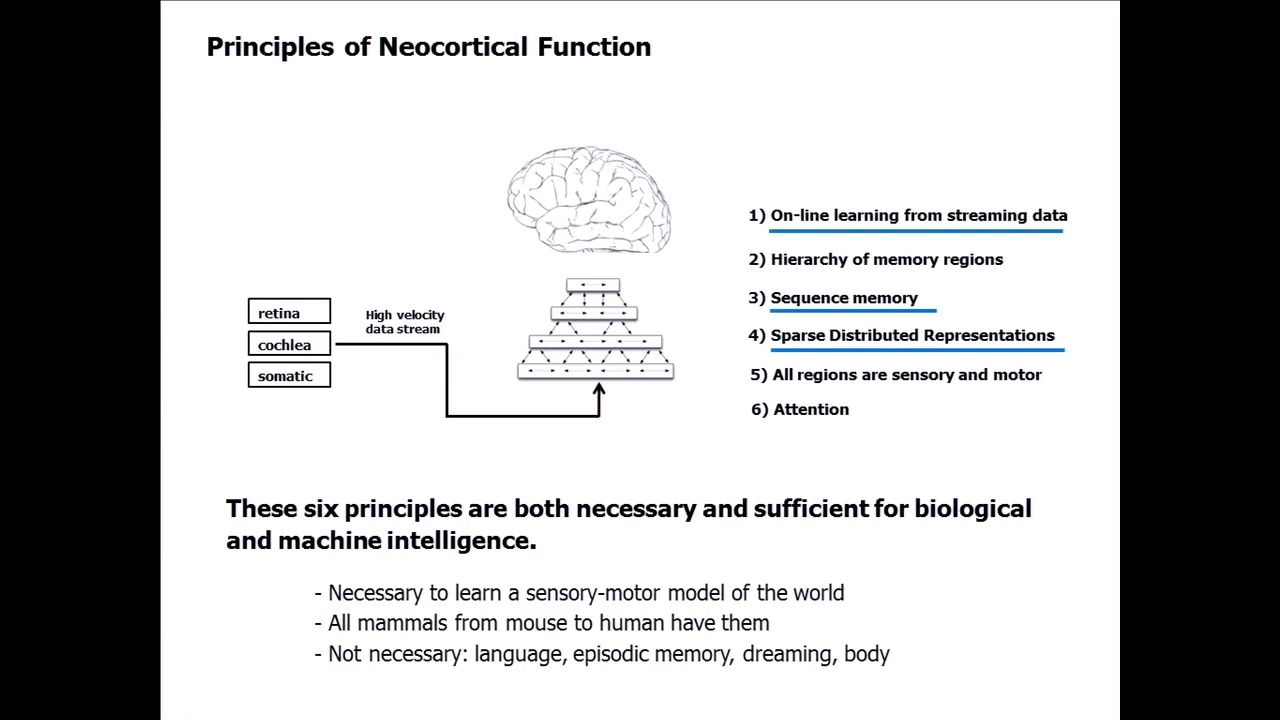 Principles of Neocortical Function
retina
cochlea
somatic
High velocity
data stream
1) On-line learning from streaming data
2) Hierarchy of memory regions
3) Sequence memory
4) Sparse Distributed Representations
5) All regions are sensory and motor
6) Attention
These six principles are both necessary and sufficient for biological
and machine intelligence.
- Necessary to learn a sensory-motor model of the world
- All mammals from mouse to human have them
- Not necessary: language, episodic memory, dreaming, body